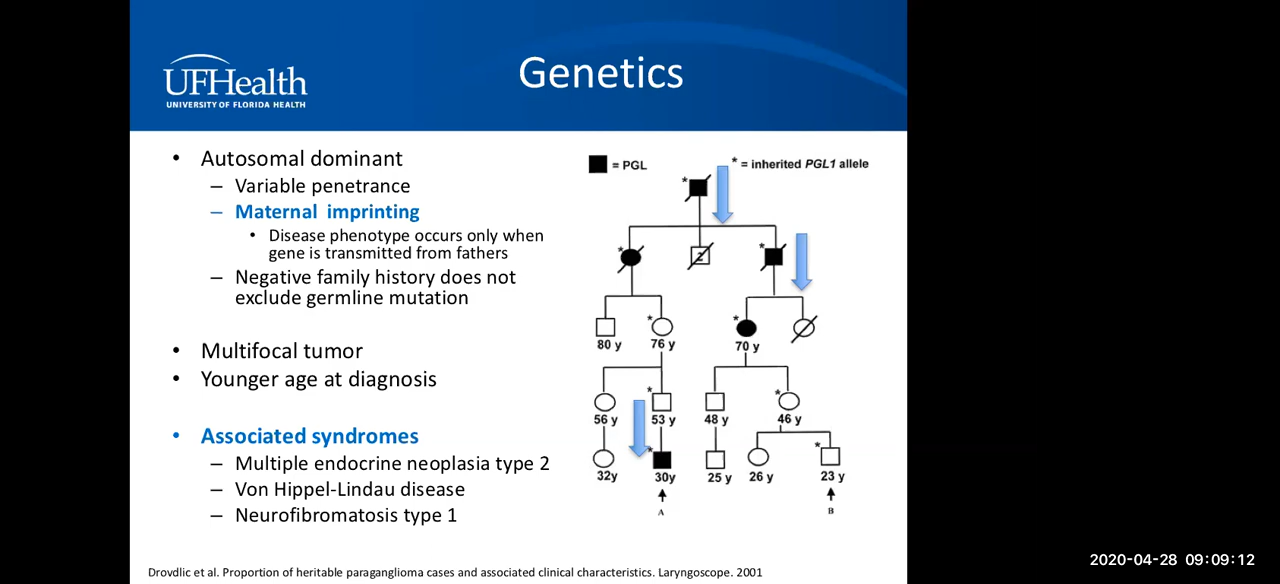 UFHealth
UNIVERSITY OF FLORIDA HEALTH
Genetics
• Autosomal dominant
– Variable penetrance
– Maternal imprinting
• Disease phenotype occurs only when
gene is transmitted from fathers
– Negative family history does not
exclude germline mutation
• Multifocal tumor
• Younger age at diagnosis
• Associated syndromes
– Multiple endocrine neoplasia type 2
– Von Hippel-Lindau disease
– Neurofibromatosis type 1
= PGL
* = inherited PGL1 allele
*
* 2 *
80 y * 76 y * 70 y
56 y * 53 y 48 y * 46 y
32y * 30y 25 y 26 y * 23 y
A B
Drovdlic et al. Proportion of heritable paraganglioma cases and associated clinical characteristics. Laryngoscope. 2001
2020-04-28 09:09:12